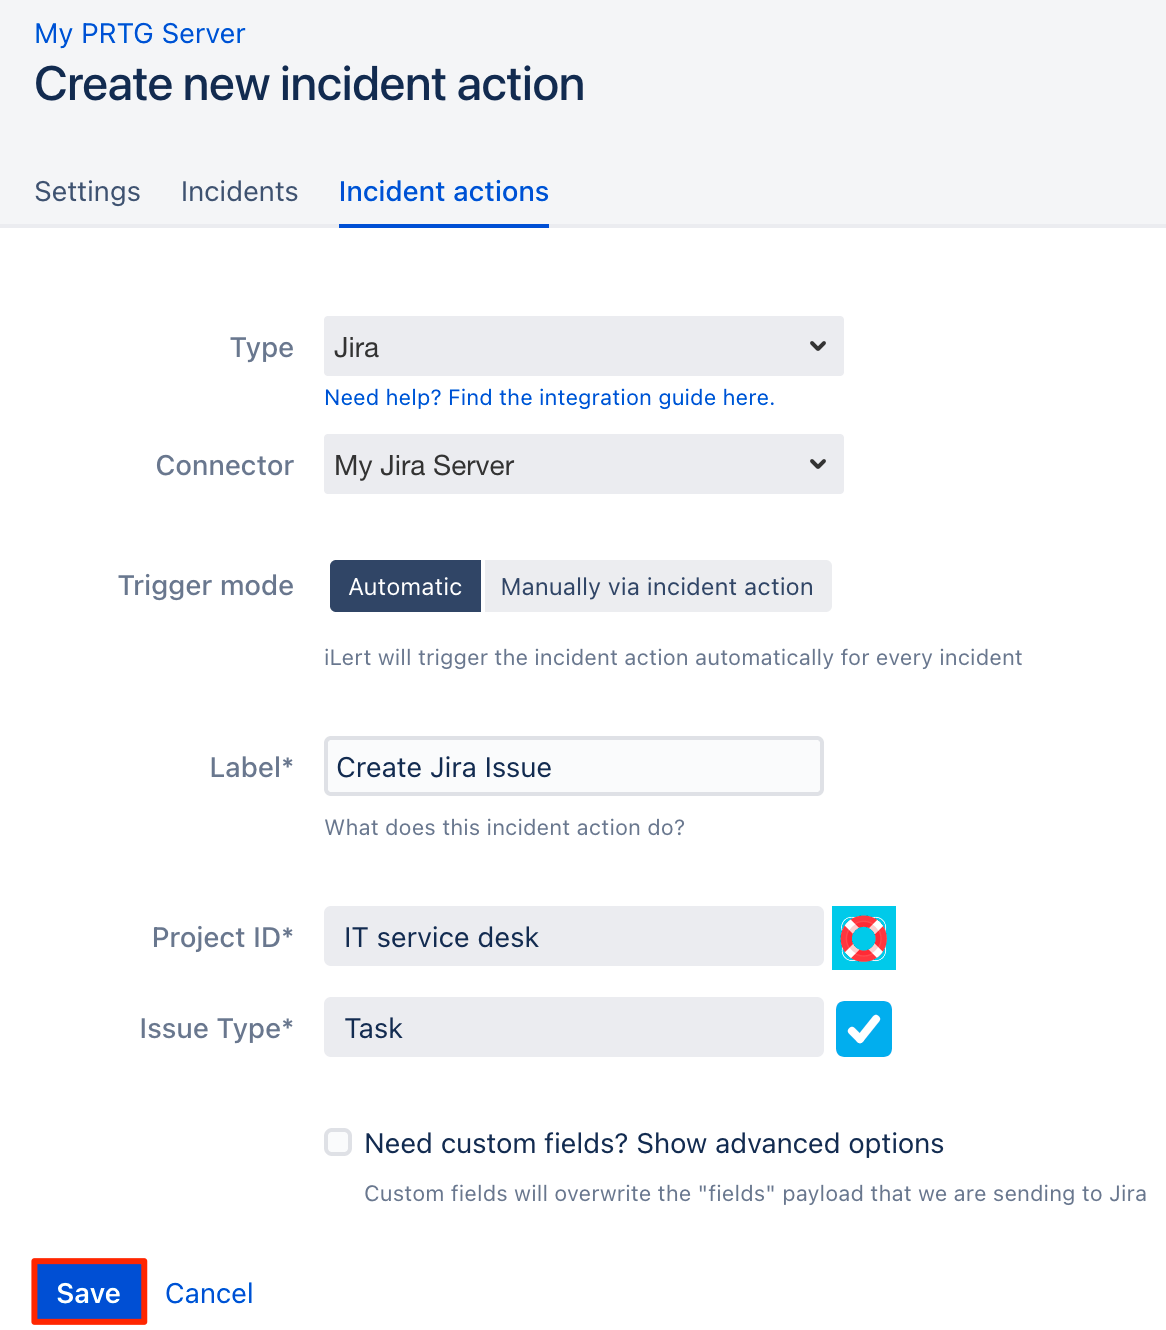 My PRTG Server
Create new incident action
Settings Incidents Incident actions
Type Jira
Need help? Find the integration guide here.
Connector My Jira Server
Trigger mode Automatic Manually via incident action
iLert will trigger the incident action automatically for every incident
Label* Create Jira Issue
What does this incident action do?
Project ID* IT service desk
Issue Type* Task
Need custom fields? Show advanced options
Custom fields will overwrite the "fields" payload that we are sending to Jira
Save Cancel